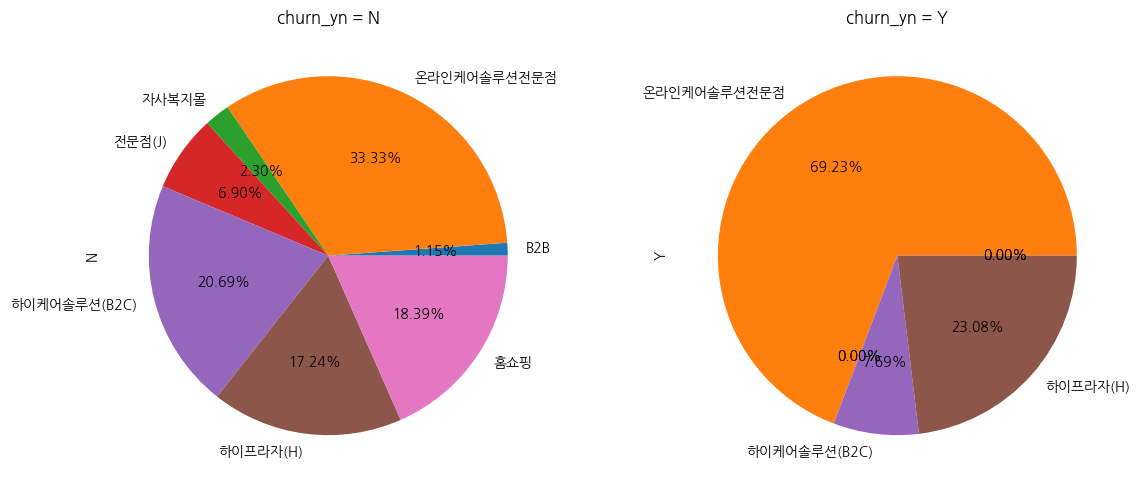 churn_yn = N
온라인케어솔루션전문점
자사복지몰
전문점(J)
33.33%
2.30%
6.90%
1.15%
B2B
N
20.69%
하이케어솔루션(B2C)
18.39%
17.24%
홈쇼핑
하이프라자(H)
churn_yn = Y
온라인케어솔루션전문점
69.23%
0.00%
Y
23.08%
0.00%
7.69%
하이프라자(H)
하이케어솔루션(B2C)